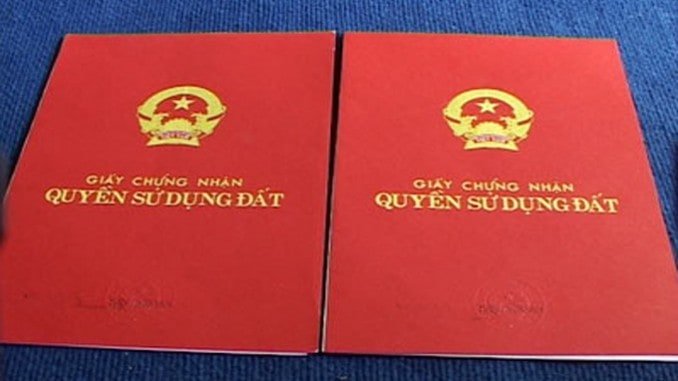 GIẤY CHỨNG NHẬN
QUYỀN SỬ DỤNG ĐẤT
GIẤY CHỨNG NHẬN
QUYỀN SỬ DỤNG ĐẤT